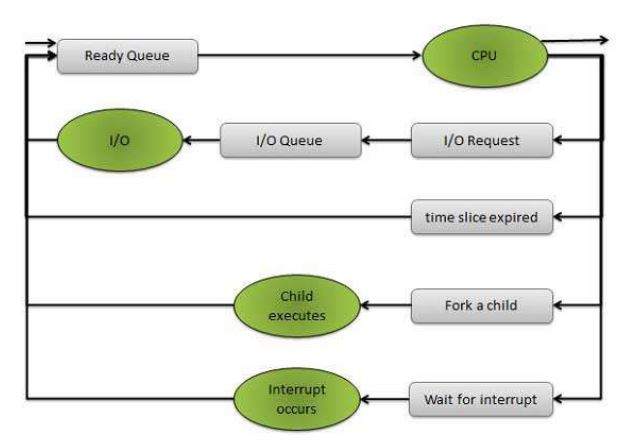 Ready Queue
CPU
I/O
I/O Queue
I/O Request
time slice expired
Child
executes
Fork a child
Interrupt
occurs
Wait for interrupt